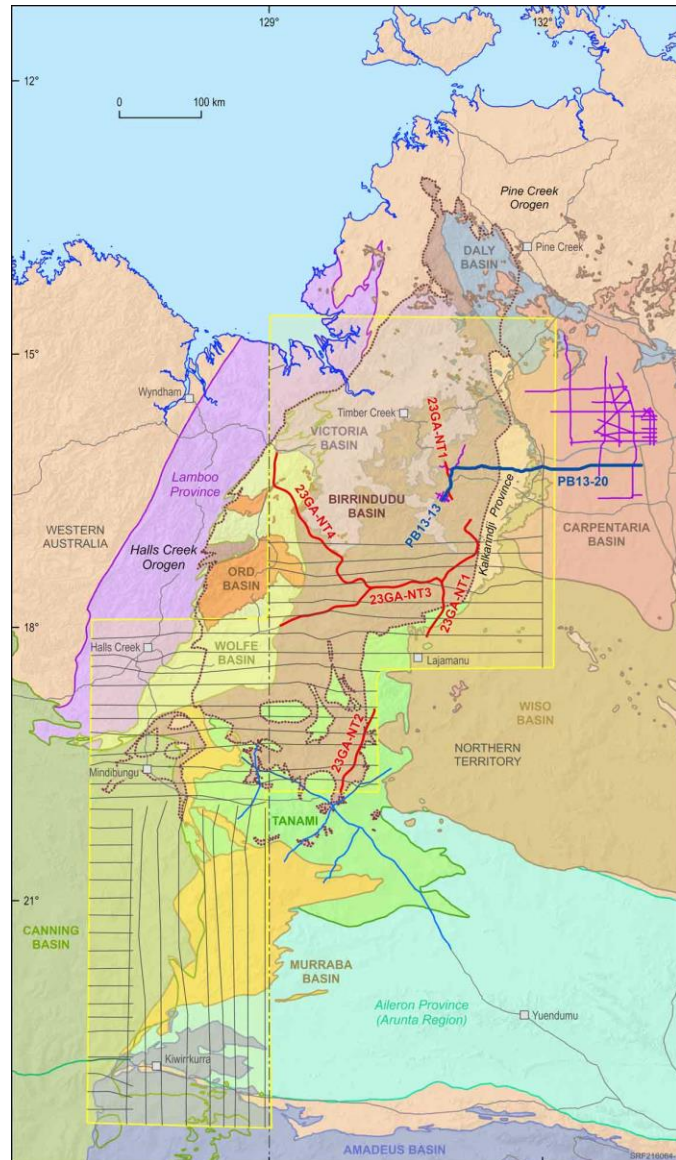 129°
132°
12°
0 100 km
Pine Creek
Orogen
DALY
BASIN
Pine Creek
15°
Wyndham
Timber Creek
VICTORIA
BASIN
23GA-NT1
Lamboo
Province
BIRRINDUDU
BASIN
PB13-20
PB13-13
23GA-NT4
Kalkarindji Province
WESTERN
AUSTRALIA
Halls Creek
Orogen
CARPENTARIA
BASIN
ORD
BASIN
23GA-NT3
23GA-NT1
18°
Halls Creek
WOLFE
BASIN
Lajamanu
WISO
BASIN
23GA-NT2
NORTHERN
TERRITORY
Mindibungu
TANAMI
21°
CANNING
BASIN
MURRABA
BASIN
Aileron Province
(Arunta Region)
Yuendumu
Kiwirrkurra
AMADEUS BASIN